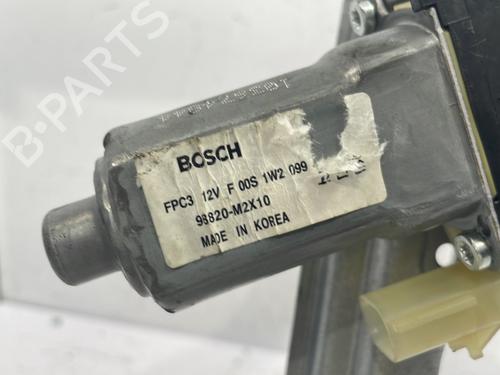 B-PARTS
BOSCH
FPC3 12V F 00S 1W2 099
98820-M2X10
MADE IN KOREA